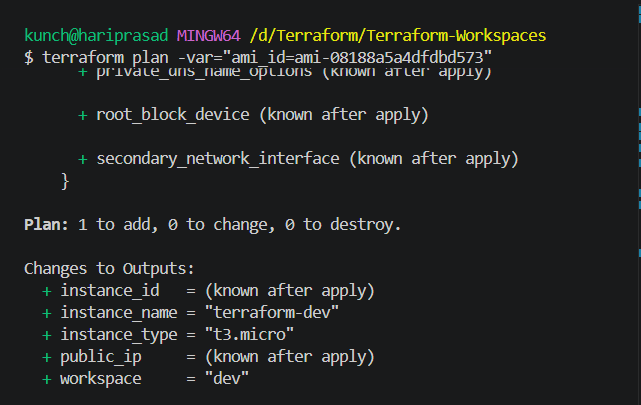 kunch@hariprasad MINGW64 /d/Terraform/Terraform-Workspaces
$ terraform plan -var="ami_id=ami-08188a5a4dfdbd573"
+ private_dns_name_options (known after apply)
+ root_block_device (known after apply)
+ secondary_network_interface (known after apply)
}
Plan: 1 to add, 0 to change, 0 to destroy.
Changes to Outputs:
+ instance_id = (known after apply)
+ instance_name = "terraform-dev"
+ instance_type = "t3.micro"
+ public_ip = (known after apply)
+ workspace = "dev"